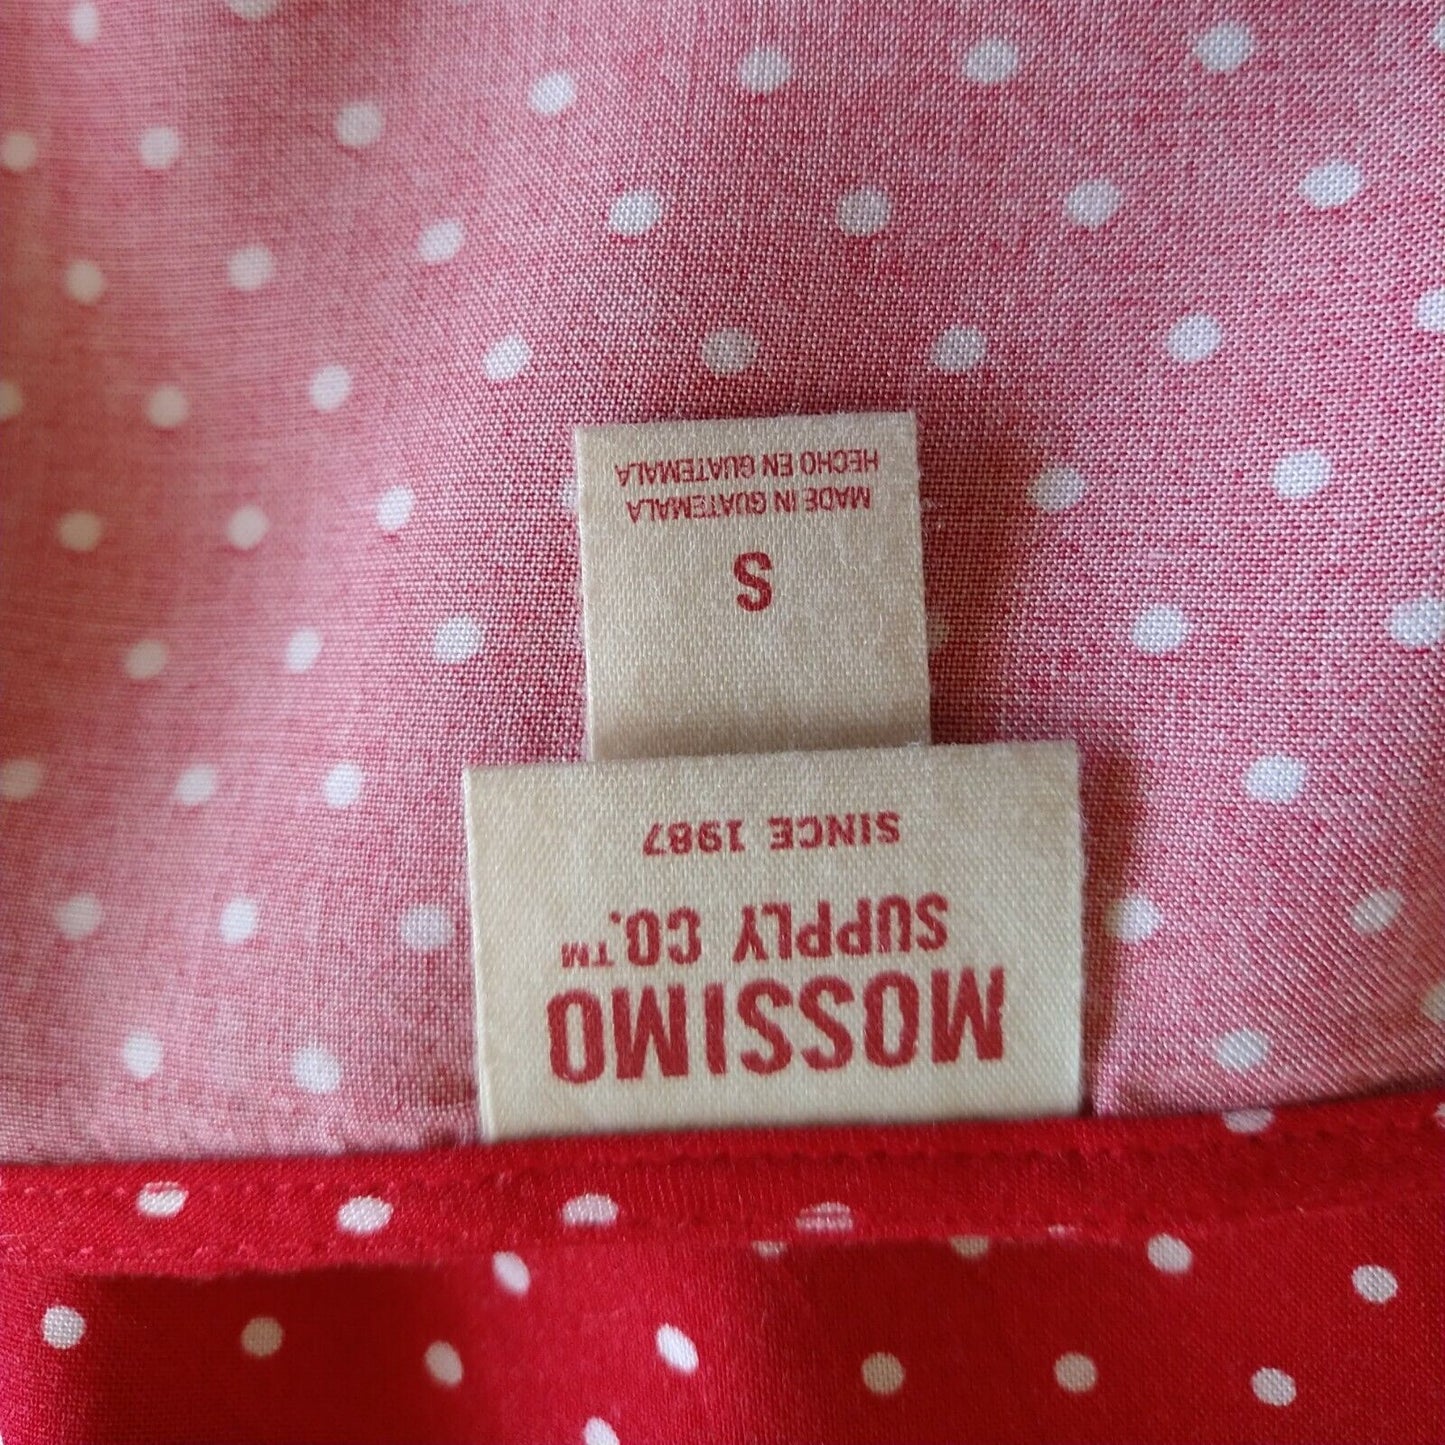 MOSSIMO
SUPPLY CO.™
SINCE 1987
S
MADE IN GUATEMALA
HECHO EN GUATEMALA